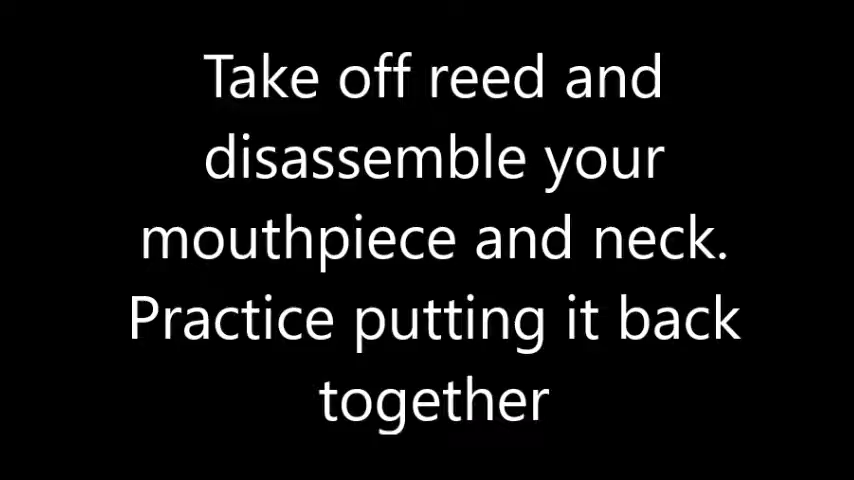 Take off reed and
disassemble your
mouthpiece and neck.
Practice putting it back
together